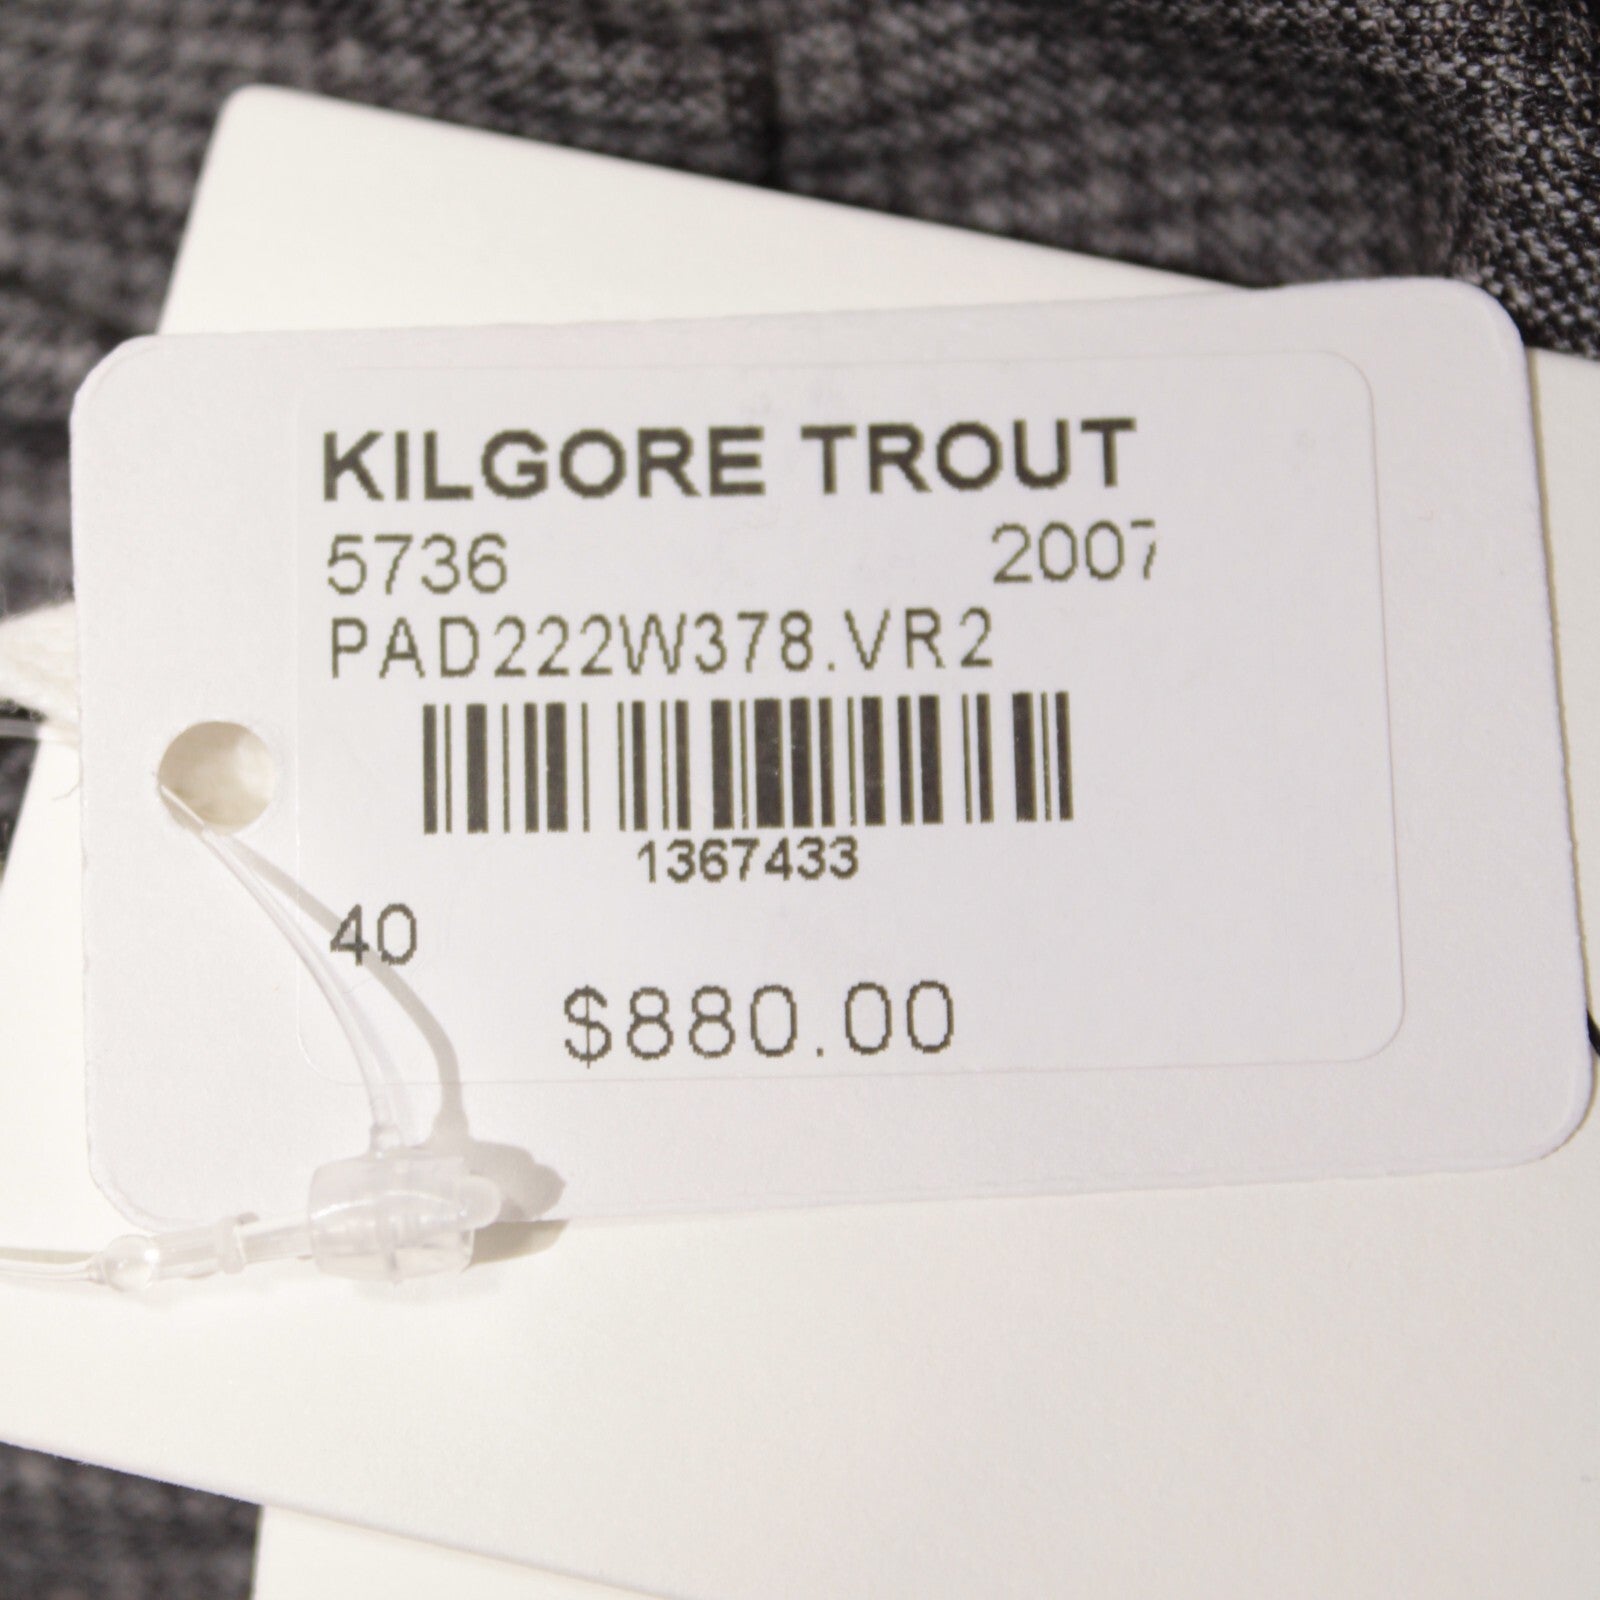 KILGORE TROUT
5736 2007
PAD222W378.VR2
1367433
40
$880.00